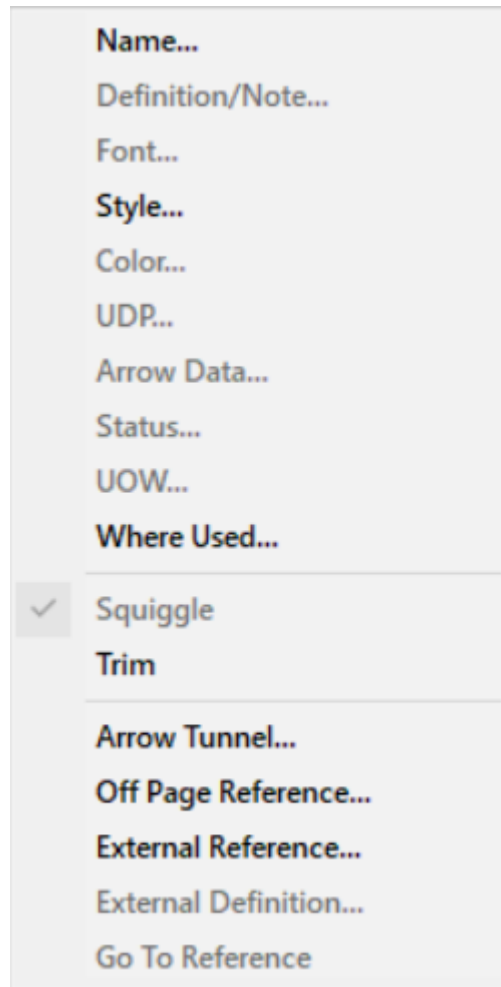 Name...
Definition/Note...
Font...
Style...
Color...
UDP...
Arrow Data...
Status...
UOW...
Where Used...
Squiggle
Trim
Arrow Tunnel...
Off Page Reference...
External Reference...
External Definition...
Go To Reference